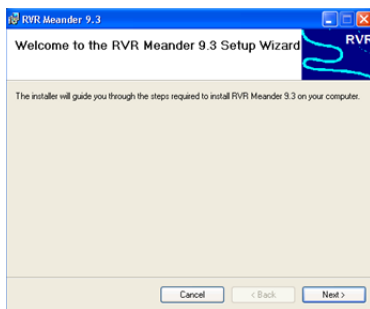 RVR Meander 9.3
Welcome to the RVR Meander 9.3 Setup Wizard
RVR
The installer will guide you through the steps required to install RVR Meander 9.3 on your computer.
Cancel
< Back
Next >